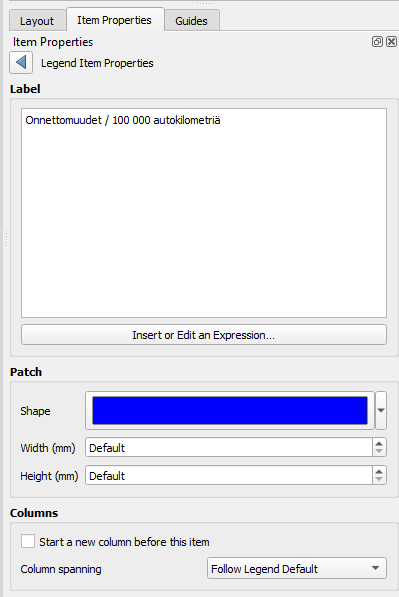 Layout
Item Properties
Guides
Item Properties
Legend Item Properties
Label
Onnettomuudet / 100 000 autokilometriä
Insert or Edit an Expression...
Patch
Shape
Width (mm)
Default
Height (mm)
Default
Columns
Start a new column before this item
Column spanning
Follow Legend Default